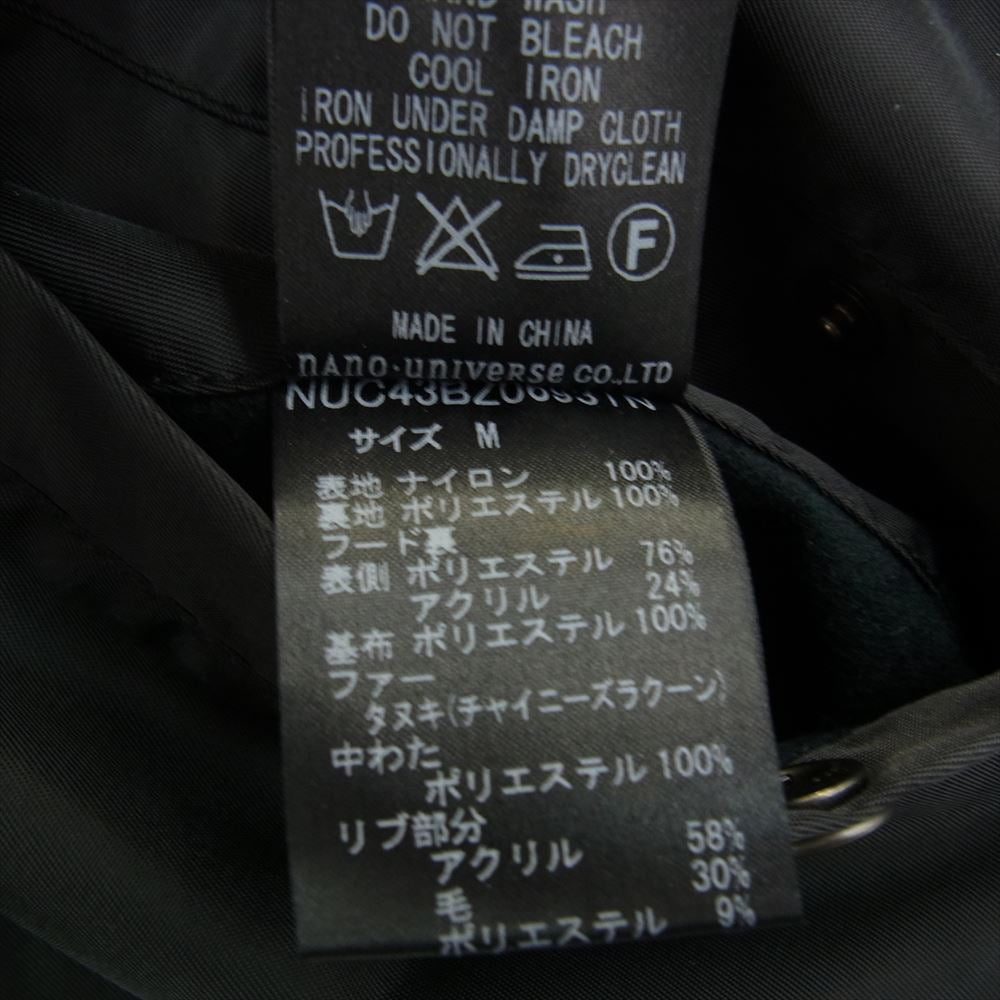 HAND WASH
DO NOT BLEACH
COOL IRON
IRON UNDER DAMP CLOTH
PROFESSIONALLY DRYCLEAN
F
MADE IN CHINA
nano·universe CO.,LTD
サイズ M
表地 ナイロン 100%
裏地 ポリエステル 100%
フード裏
表側 ポリエステル 76%
アクリル 24%
基布 ポリエステル 100%
ファー
タヌキ(チャイニーズラクーン)
中わた
ポリエステル 100%
リブ部分
アクリル 58%
毛 30%
ポリエステル 9%